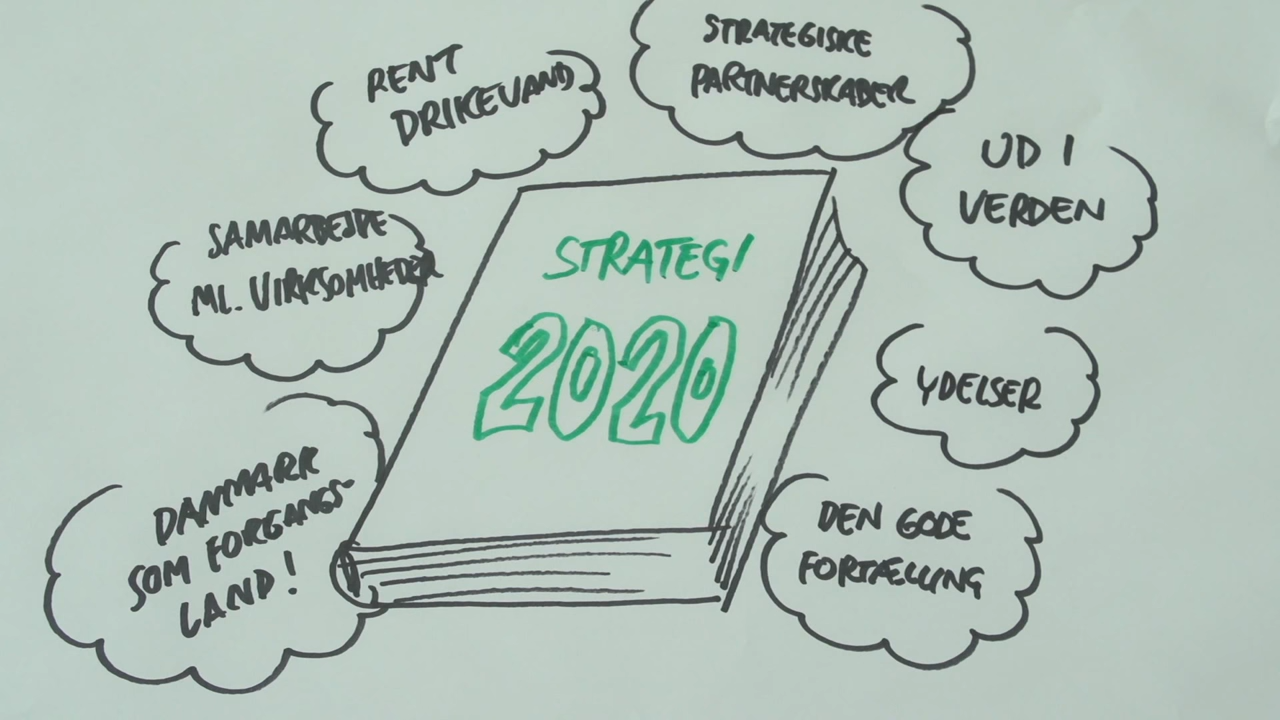 RENT
DRIKEVAND
STRATEGISKE
PARTNERSKABER
UD I
VERDEN
SAMARBEJDE
ML. VIRKSOMHEDER
STRATEGI
2020
YDELSER
DANMARK
SOM FORGANGS-
LAND!
DEN GODE
FORTÆLLING